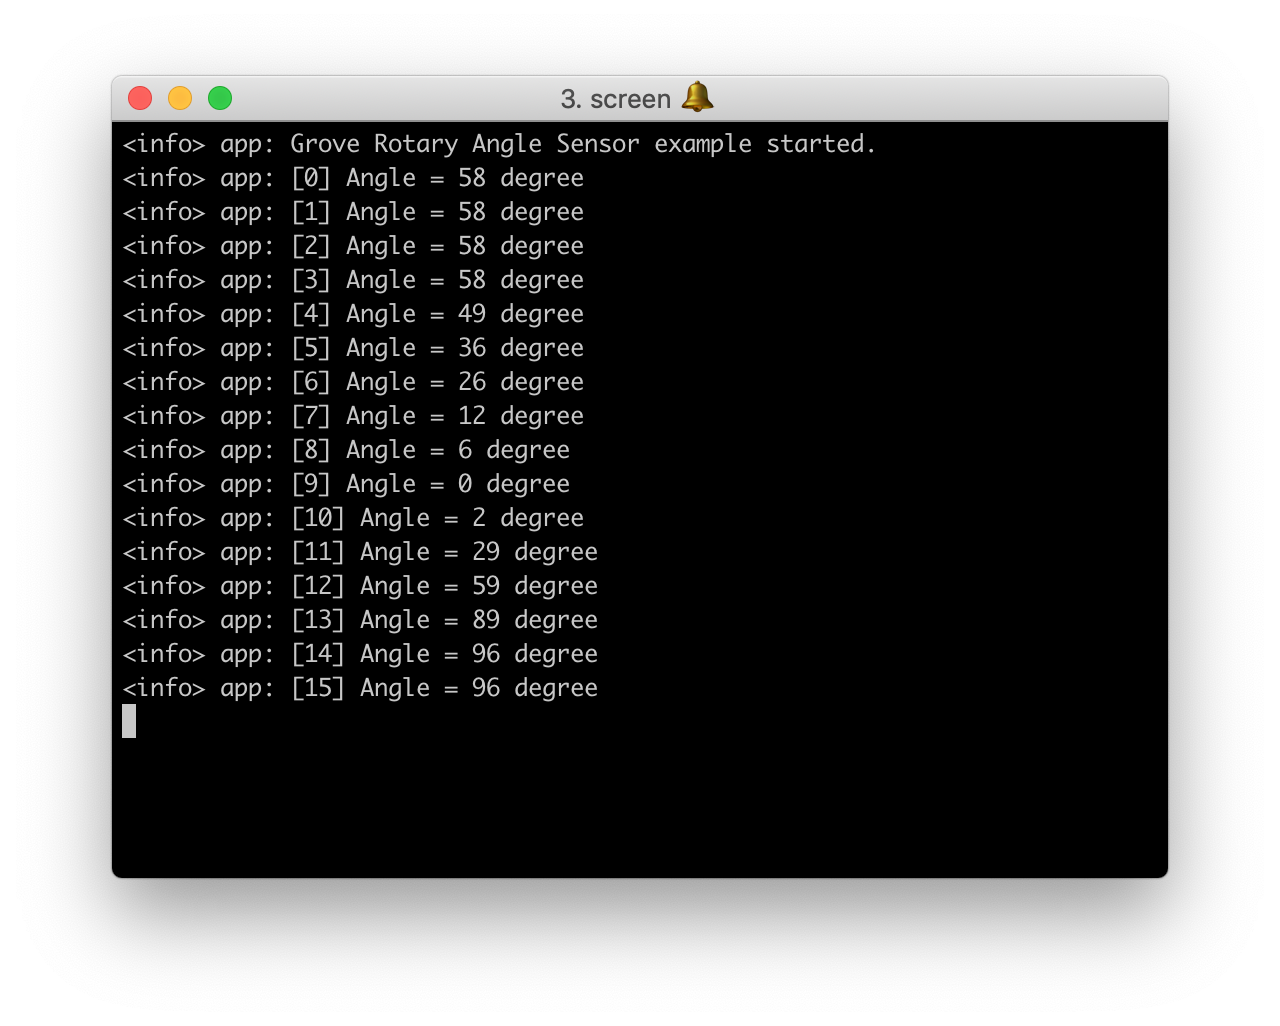 3. screen 🔔
<info> app: Grove Rotary Angle Sensor example started.
<info> app: [0] Angle = 58 degree
<info> app: [1] Angle = 58 degree
<info> app: [2] Angle = 58 degree
<info> app: [3] Angle = 58 degree
<info> app: [4] Angle = 49 degree
<info> app: [5] Angle = 36 degree
<info> app: [6] Angle = 26 degree
<info> app: [7] Angle = 12 degree
<info> app: [8] Angle = 6 degree
<info> app: [9] Angle = 0 degree
<info> app: [10] Angle = 2 degree
<info> app: [11] Angle = 29 degree
<info> app: [12] Angle = 59 degree
<info> app: [13] Angle = 89 degree
<info> app: [14] Angle = 96 degree
<info> app: [15] Angle = 96 degree